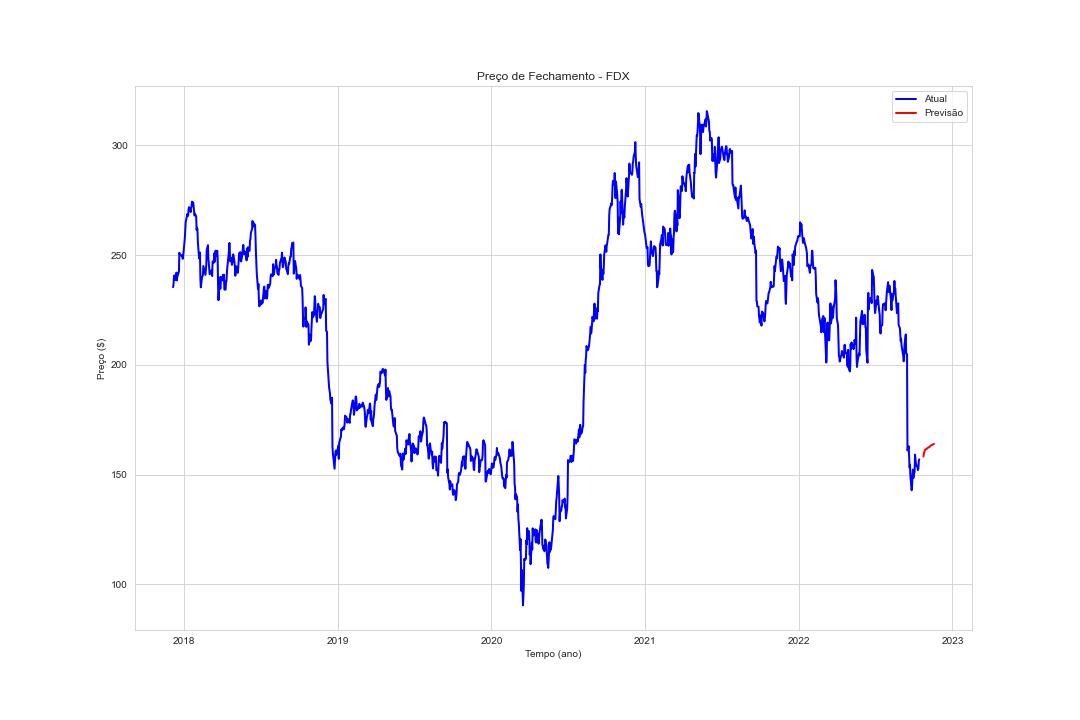 Preço de Fechamento - FDX
Atual
Previsão
Preço ($)
300
250
200
150
100
2018
2019
2020
2021
2022
2023
Tempo (ano)